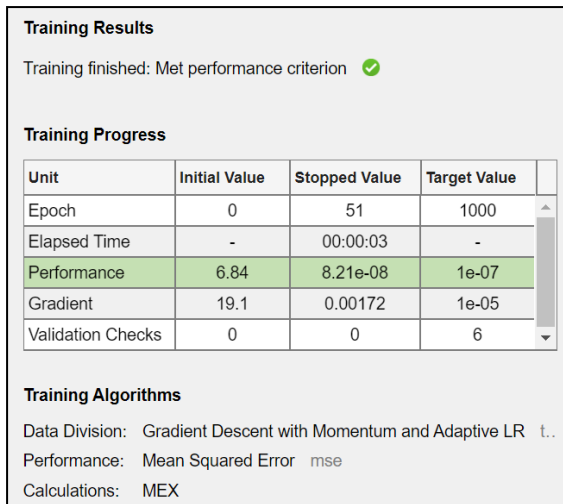 Training Results
Training finished: Met performance criterion
Training Progress
Unit Initial Value Stopped Value Target Value
Epoch 0 51 1000
Elapsed Time - 00:00:03 -
Performance 6.84 8.21e-08 1e-07
Gradient 19.1 0.00172 1e-05
Validation Checks 0 0 6
Training Algorithms
Data Division: Gradient Descent with Momentum and Adaptive LR t..
Performance: Mean Squared Error mse
Calculations: MEX